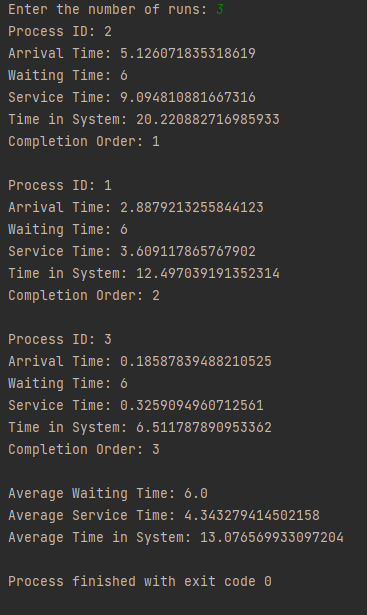 Enter the number of runs: 3
Process ID: 2
Arrival Time: 5.126071835318619
Waiting Time: 6
Service Time: 9.094810881667316
Time in System: 20.220882716985933
Completion Order: 1

Process ID: 1
Arrival Time: 2.8879213255844123
Waiting Time: 6
Service Time: 3.609117865767902
Time in System: 12.497039191352314
Completion Order: 2

Process ID: 3
Arrival Time: 0.18587839488210525
Waiting Time: 6
Service Time: 0.3259094960712561
Time in System: 6.511787890953362
Completion Order: 3

Average Waiting Time: 6.0
Average Service Time: 4.343279414502158
Average Time in System: 13.076569933097204

Process finished with exit code 0